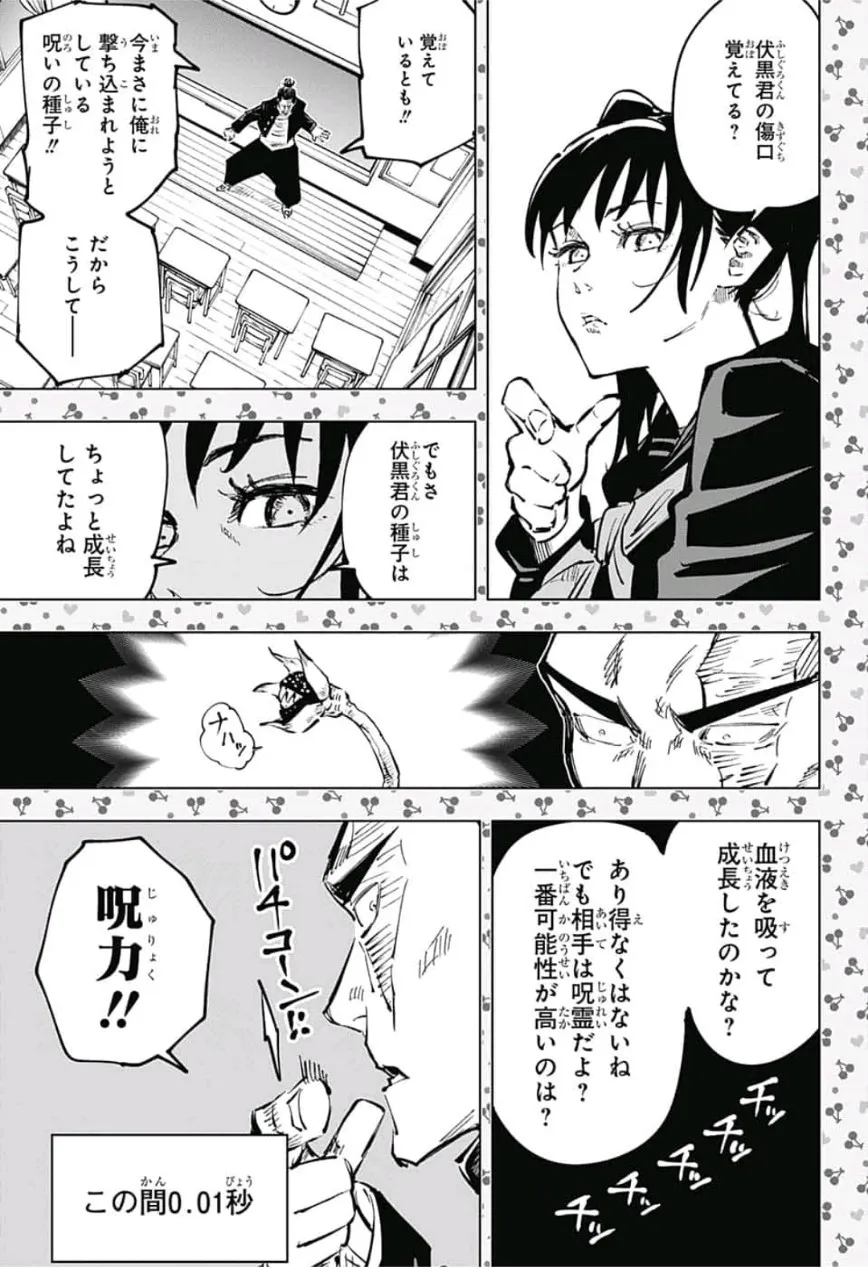 伏黒君の傷口
覚えてる?
覚えて
いるとも!!
今まさに俺に
撃ち込まれようと
している
呪いの種子!!
だから
こうして──
でもさ
伏黒君の種子は
ちょっと成長
してたよね
ナハッ
血液を吸って
成長したのかな?
あり得なくはないね
でも相手は呪霊だよ?
一番可能性が高いのは?
チッ
チッ
チッ
チッ
チッ
パチコーン!!
呪力!!
この間0.01秒